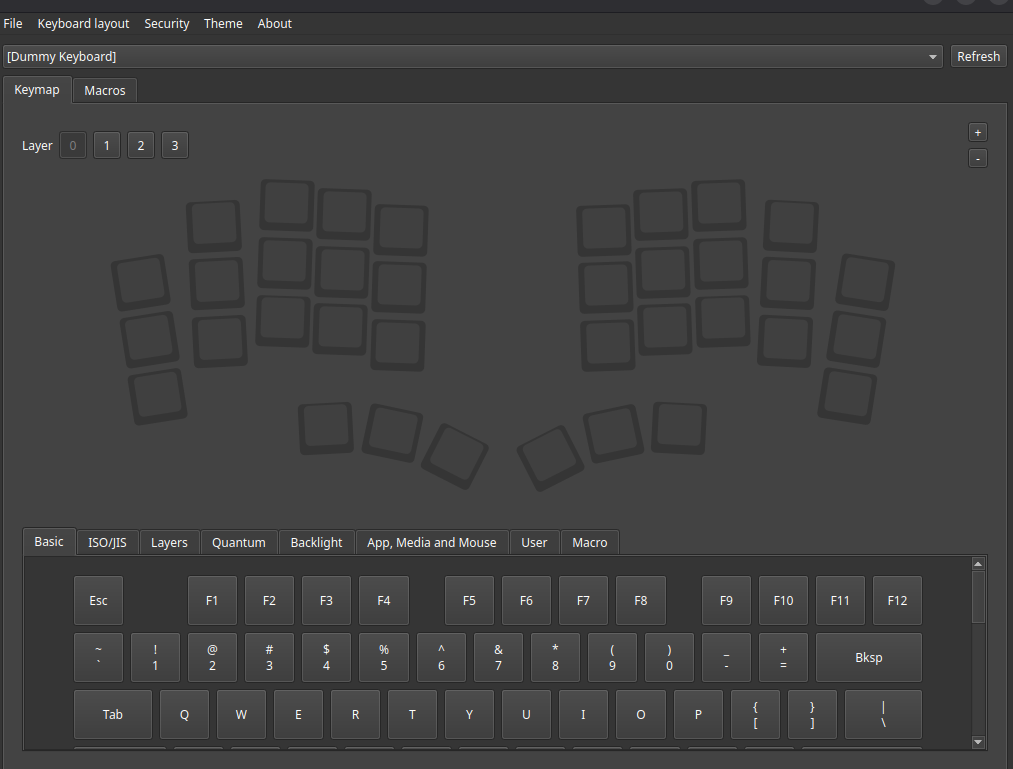 File Keyboard layout Security Theme About
[Dummy Keyboard] Refresh
Keymap Macros
Layer 0 1 2 3 +
-
Basic ISO/JIS Layers Quantum Backlight App, Media and Mouse User Macro
Esc F1 F2 F3 F4 F5 F6 F7 F8 F9 F10 F11 F12
~ ! @ # $ % ^ & * ( ) _ +
` 1 2 3 4 5 6 7 8 9 0 - = Bksp
Tab Q W E R T Y U I O P { } |
[ ] \